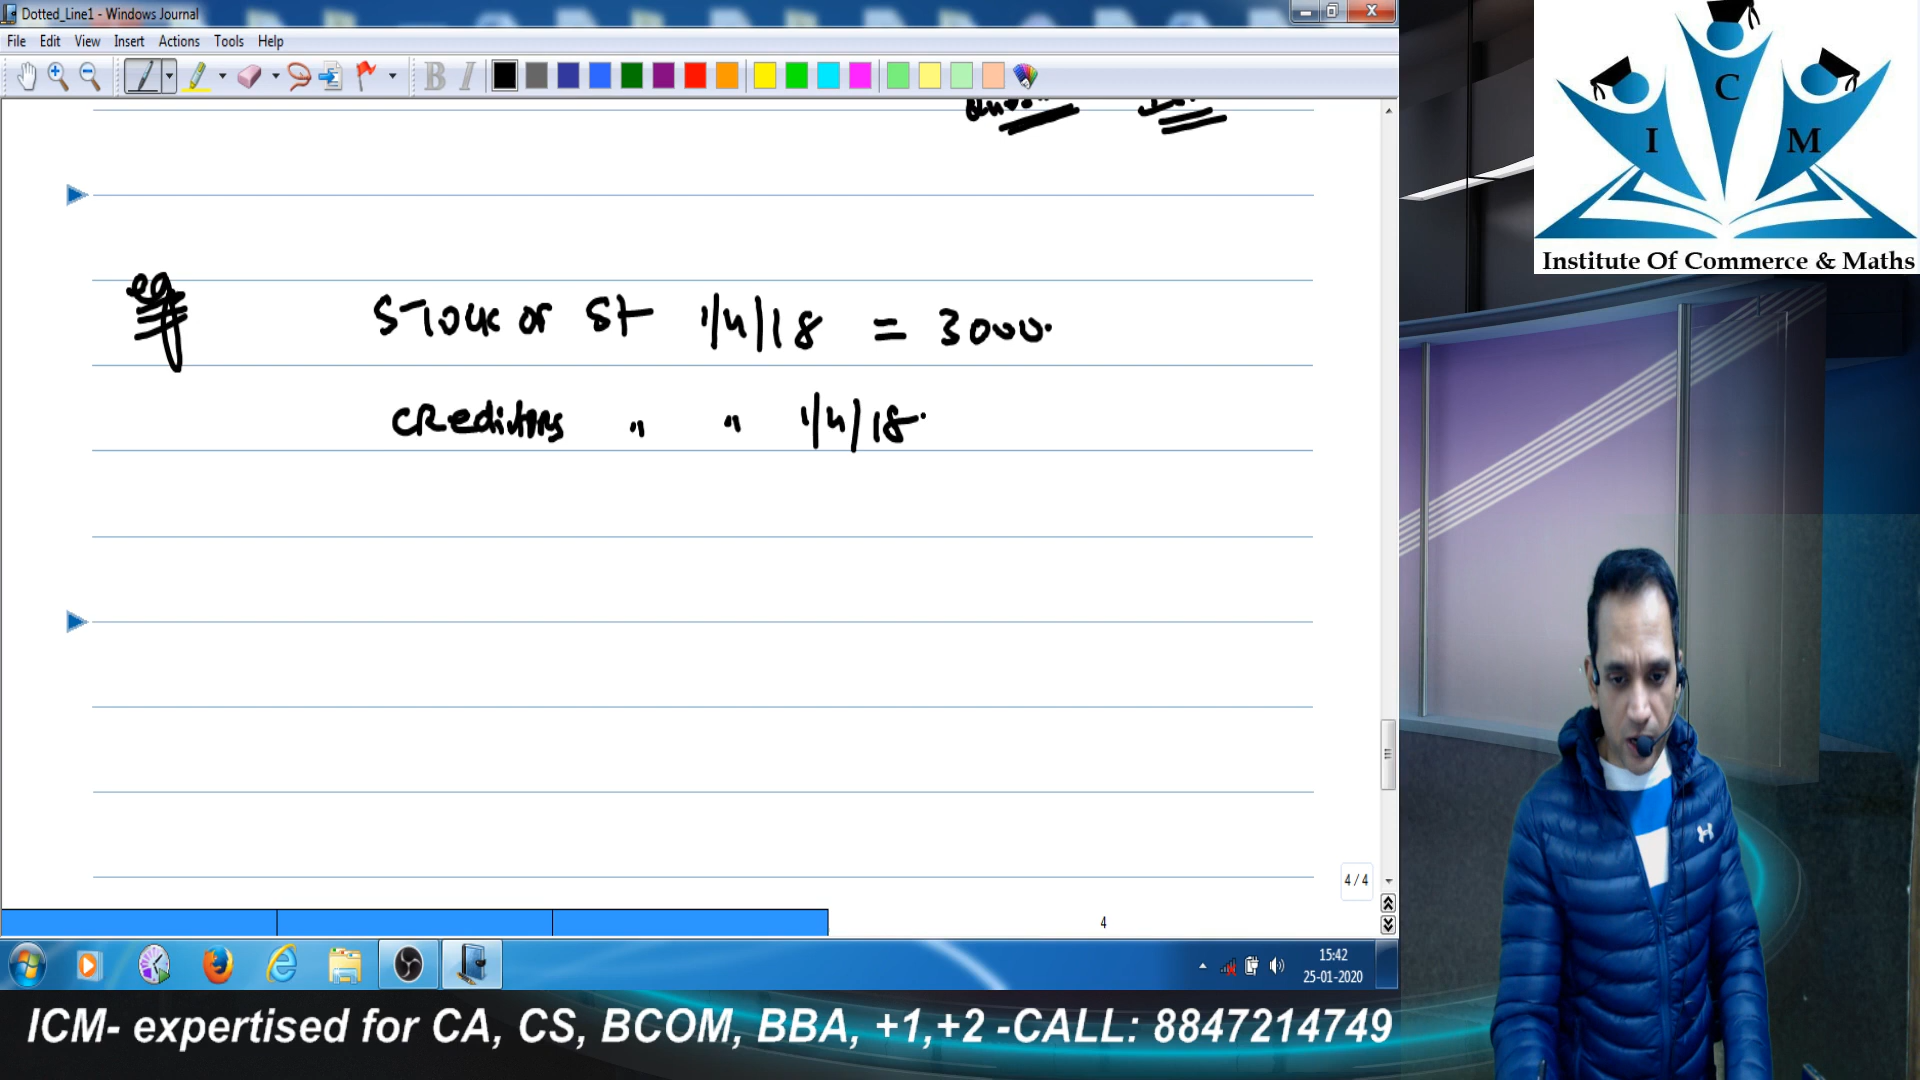 Dotted_Line1 - Windows Journal
File Edit View Insert Actions Tools Help
B I
I C M
Institute Of Commerce & Maths
eg
Stock of St 1/4/18 = 3000.
Creditors " " 1/4/18.
4 / 4
4
15:42
25-01-2020
ICM- expertised for CA, CS, BCOM, BBA, +1,+2 -CALL: 8847214749